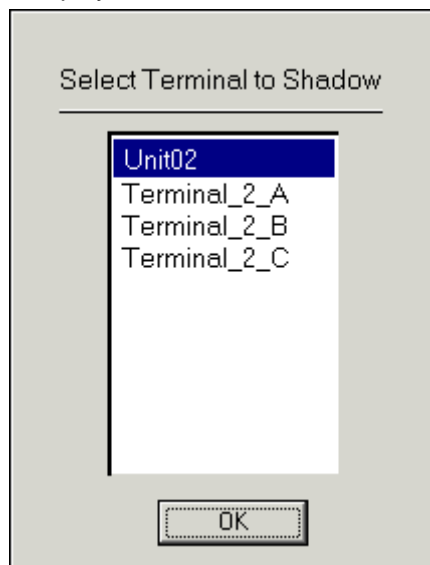 Select Terminal to Shadow
Unit02
Terminal_2_A
Terminal_2_B
Terminal_2_C
OK